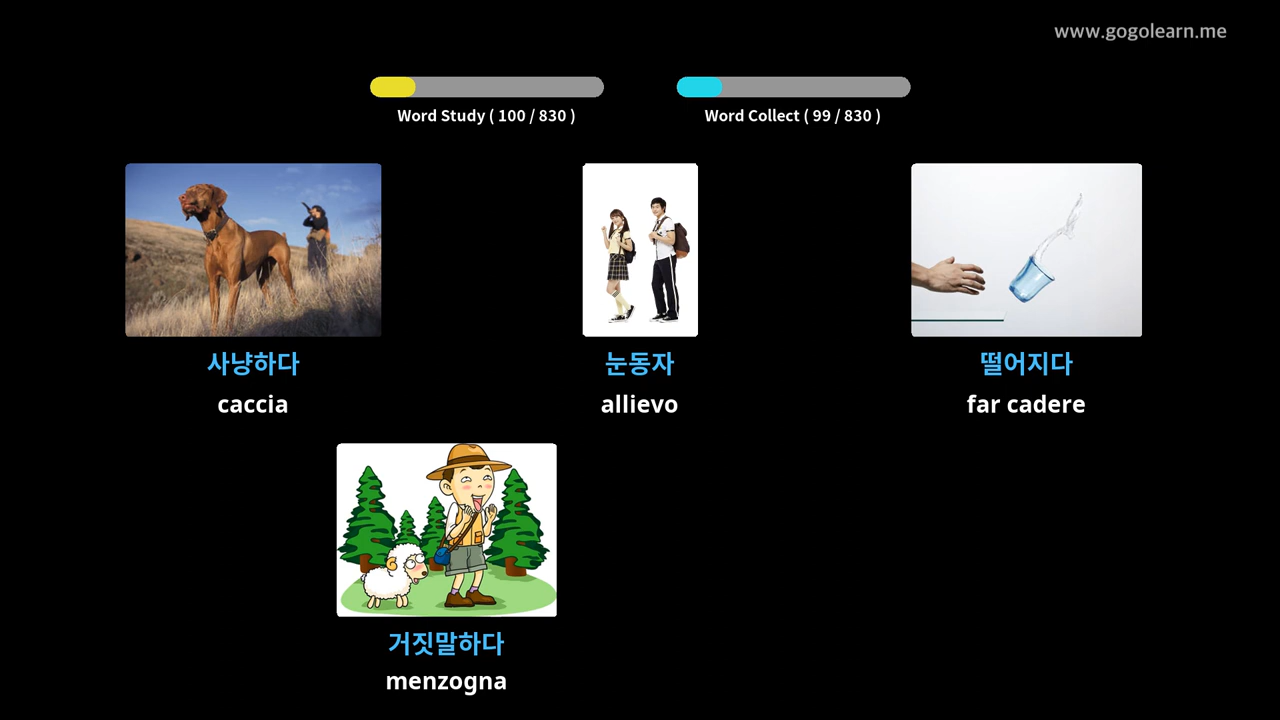 www.gogolearn.me
Word Study ( 100 / 830 )
Word Collect ( 99 / 830 )
사냥하다
caccia
눈동자
allievo
떨어지다
far cadere
거짓말하다
menzogna